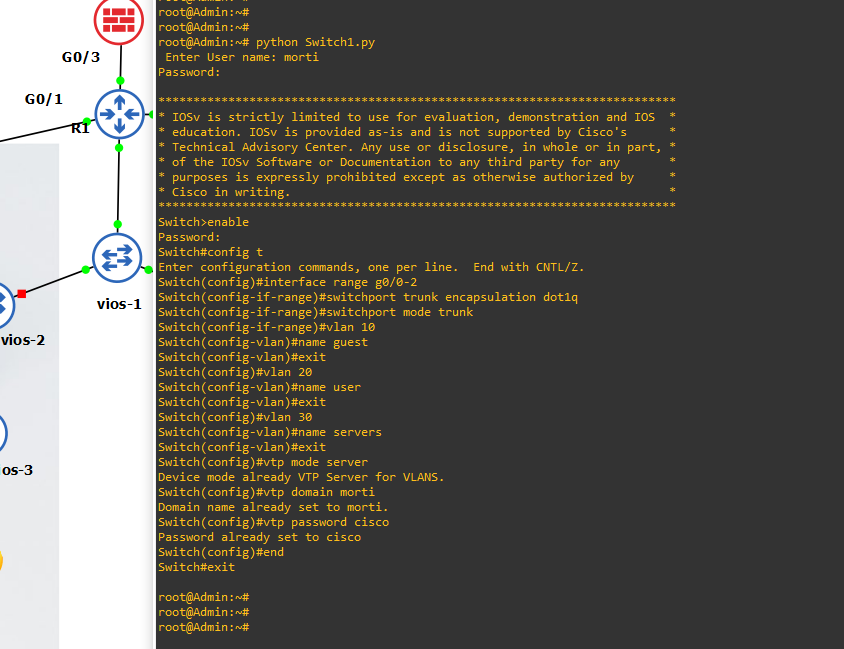 G0/3
G0/1
R1
vios-1
vios-2
ios-3
root@Admin:~#
root@Admin:~#
root@Admin:~# python Switch1.py
Enter User name: morti
Password:
**************************************************************************
* IOSv is strictly limited to use for evaluation, demonstration and IOS  *
* education. IOSv is provided as-is and is not supported by Cisco's      *
* Technical Advisory Center. Any use or disclosure, in whole or in part, *
* of the IOSv Software or Documentation to any third party for any       *
* purposes is expressly prohibited except as otherwise authorized by     *
* Cisco in writing.                                                      *
**************************************************************************
Switch>enable
Password:
Switch#config t
Enter configuration commands, one per line.  End with CNTL/Z.
Switch(config)#interface range g0/0-2
Switch(config-if-range)#switchport trunk encapsulation dot1q
Switch(config-if-range)#switchport mode trunk
Switch(config-if-range)#vlan 10
Switch(config-vlan)#name guest
Switch(config-vlan)#exit
Switch(config)#vlan 20
Switch(config-vlan)#name user
Switch(config-vlan)#exit
Switch(config)#vlan 30
Switch(config-vlan)#name servers
Switch(config-vlan)#exit
Switch(config)#vtp mode server
Device mode already VTP Server for VLANS.
Switch(config)#vtp domain morti
Domain name already set to morti.
Switch(config)#vtp password cisco
Password already set to cisco
Switch(config)#end
Switch#exit
root@Admin:~#
root@Admin:~#
root@Admin:~#